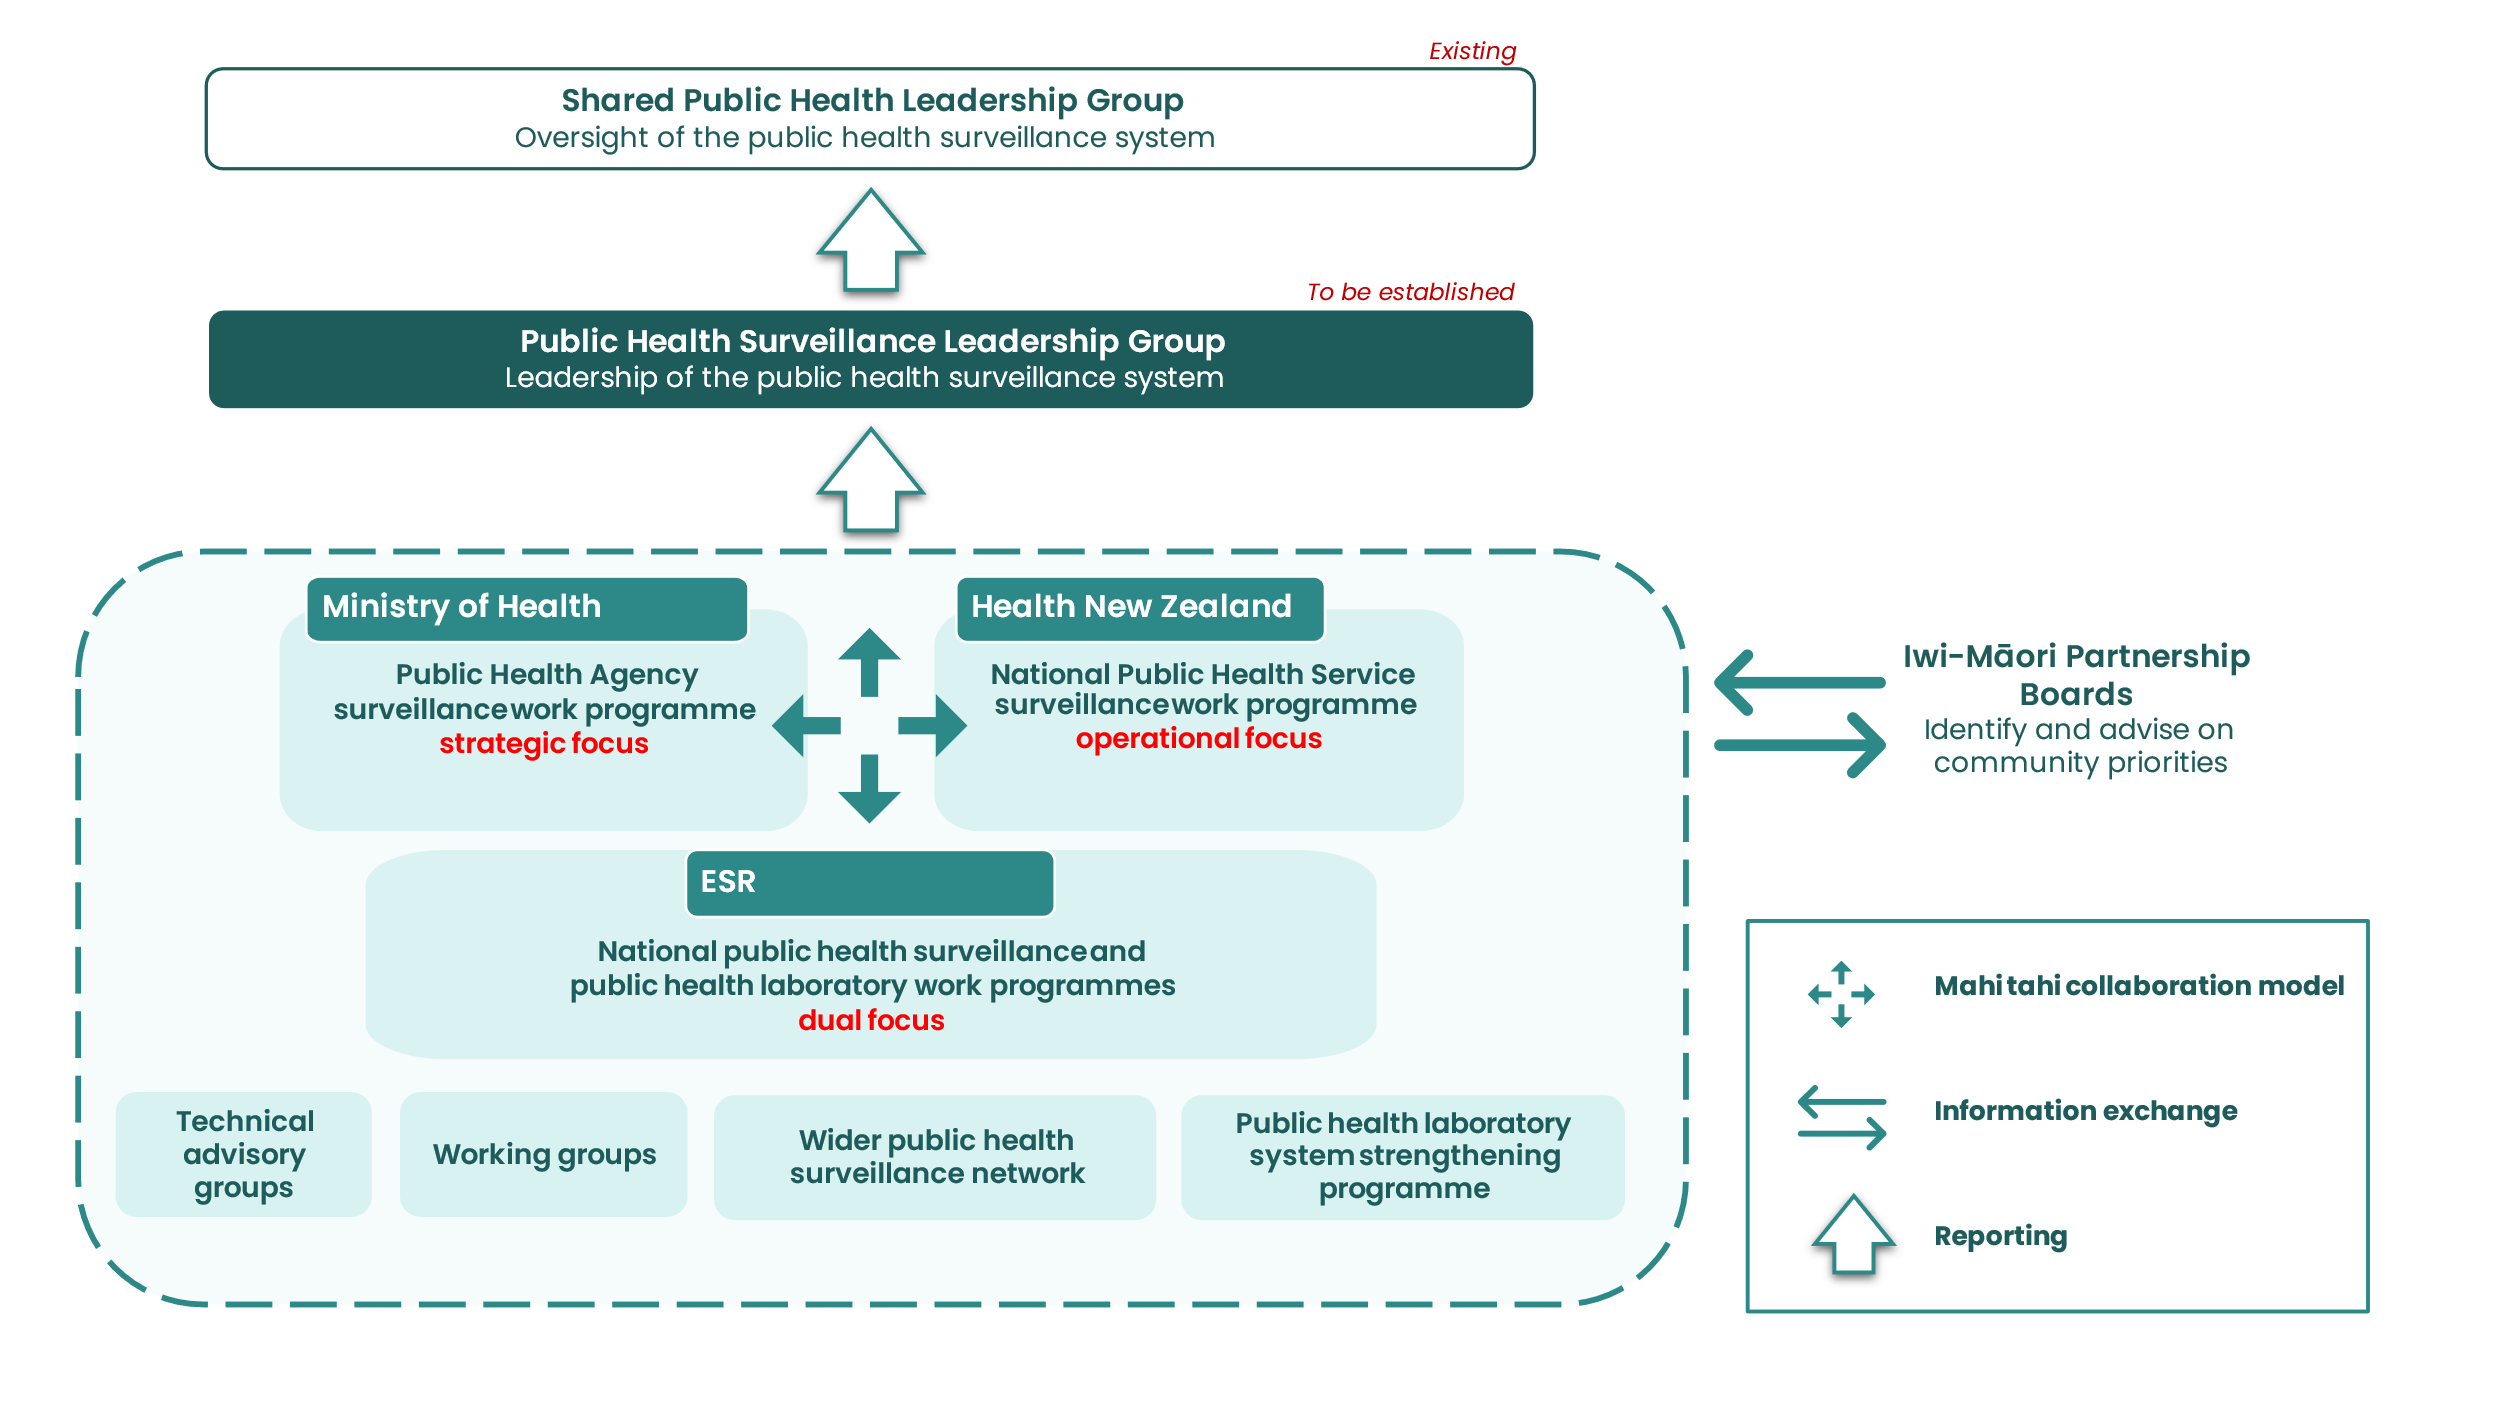 Existing
Shared Public Health Leadership Group
Oversight of the public health surveillance system
To be established
Public Health Surveillance Leadership Group
Leadership of the public health surveillance system
Ministry of Health
Public Health Agency
surveillance work programme
strategic focus
Health New Zealand
National Public Health Service
surveillance work programme
operational focus
ESR
National public health surveillance and
public health laboratory work programmes
dual focus
Technical
advisory
groups
Working groups
Wider public health
surveillance network
Public health laboratory
system strengthening
programme
Iwi-Māori Partnership
Boards
Identify and advise on
community priorities
Mahi tahi collaboration model
Information exchange
Reporting